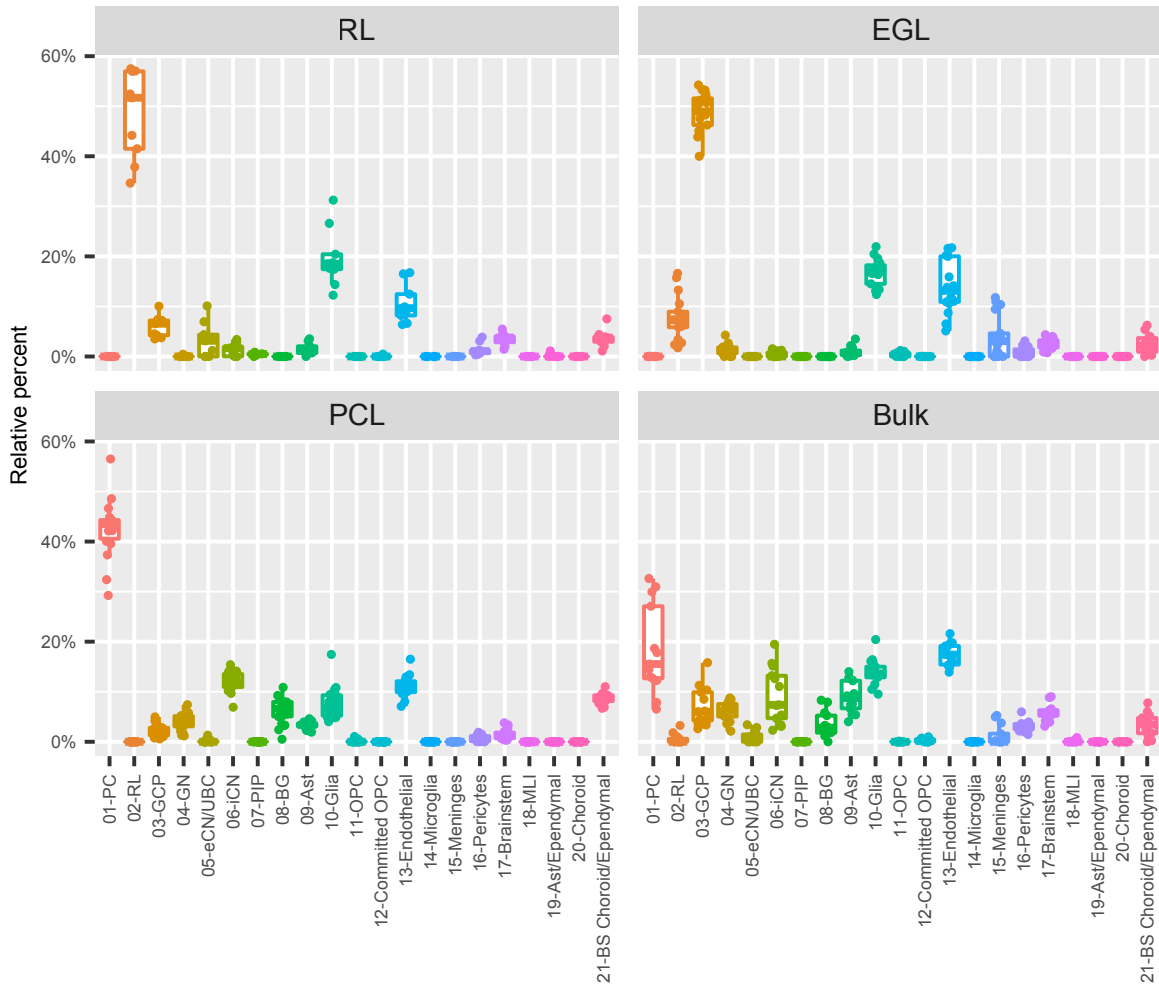 RL
EGL
60%
40%
20%
0%
PCL
Bulk
60%
40%
20%
0%
Relative percent
01-PC
02-RL
03-GCP
04-GN
05-eCN/UBC
06-iCN
07-PIP
08-BG
09-Ast
10-Glia
11-OPC
12-Committed OPC
13-Endothelial
14-Microglia
15-Meninges
16-Pericytes
17-Brainstem
18-MLI
19-Ast/Ependymal
20-Choroid
21-BS Choroid/Ependymal
01-PC
02-RL
03-GCP
04-GN
05-eCN/UBC
06-iCN
07-PIP
08-BG
09-Ast
10-Glia
11-OPC
12-Committed OPC
13-Endothelial
14-Microglia
15-Meninges
16-Pericytes
17-Brainstem
18-MLI
19-Ast/Ependymal
20-Choroid
21-BS Choroid/Ependymal